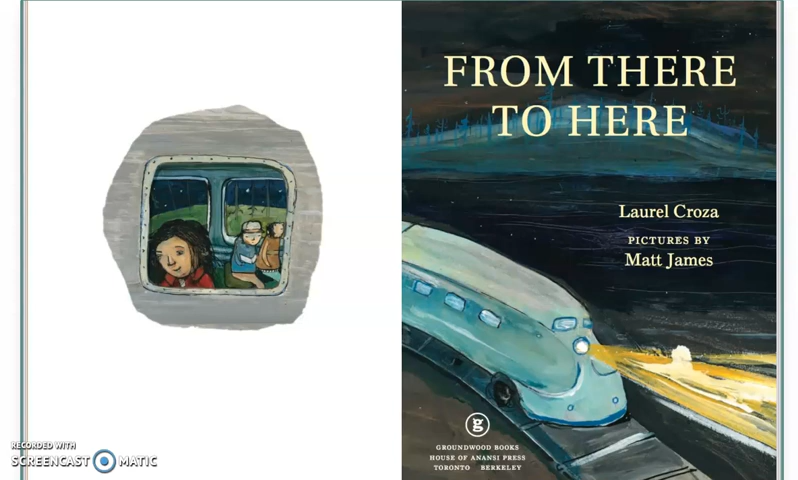 FROM THERE
TO HERE
Laurel Croza
PICTURES BY
Matt James
g
GROUNDWOOD BOOKS
HOUSE OF ANANSI PRESS
TORONTO BERKELEY
RECORDED WITH
SCREENCAST MATIC